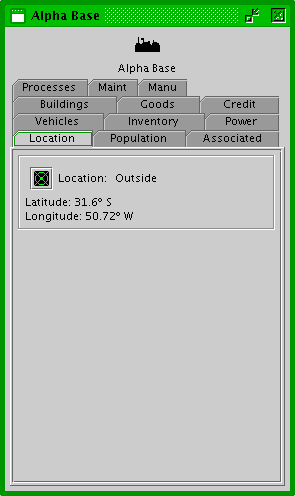 Alpha Base
Alpha Base
Processes Maint Manu
Buildings Goods Credit
Vehicles Inventory Power
Location Population Associated
Location: Outside
Latitude: 31.6° S
Longitude: 50.72° W